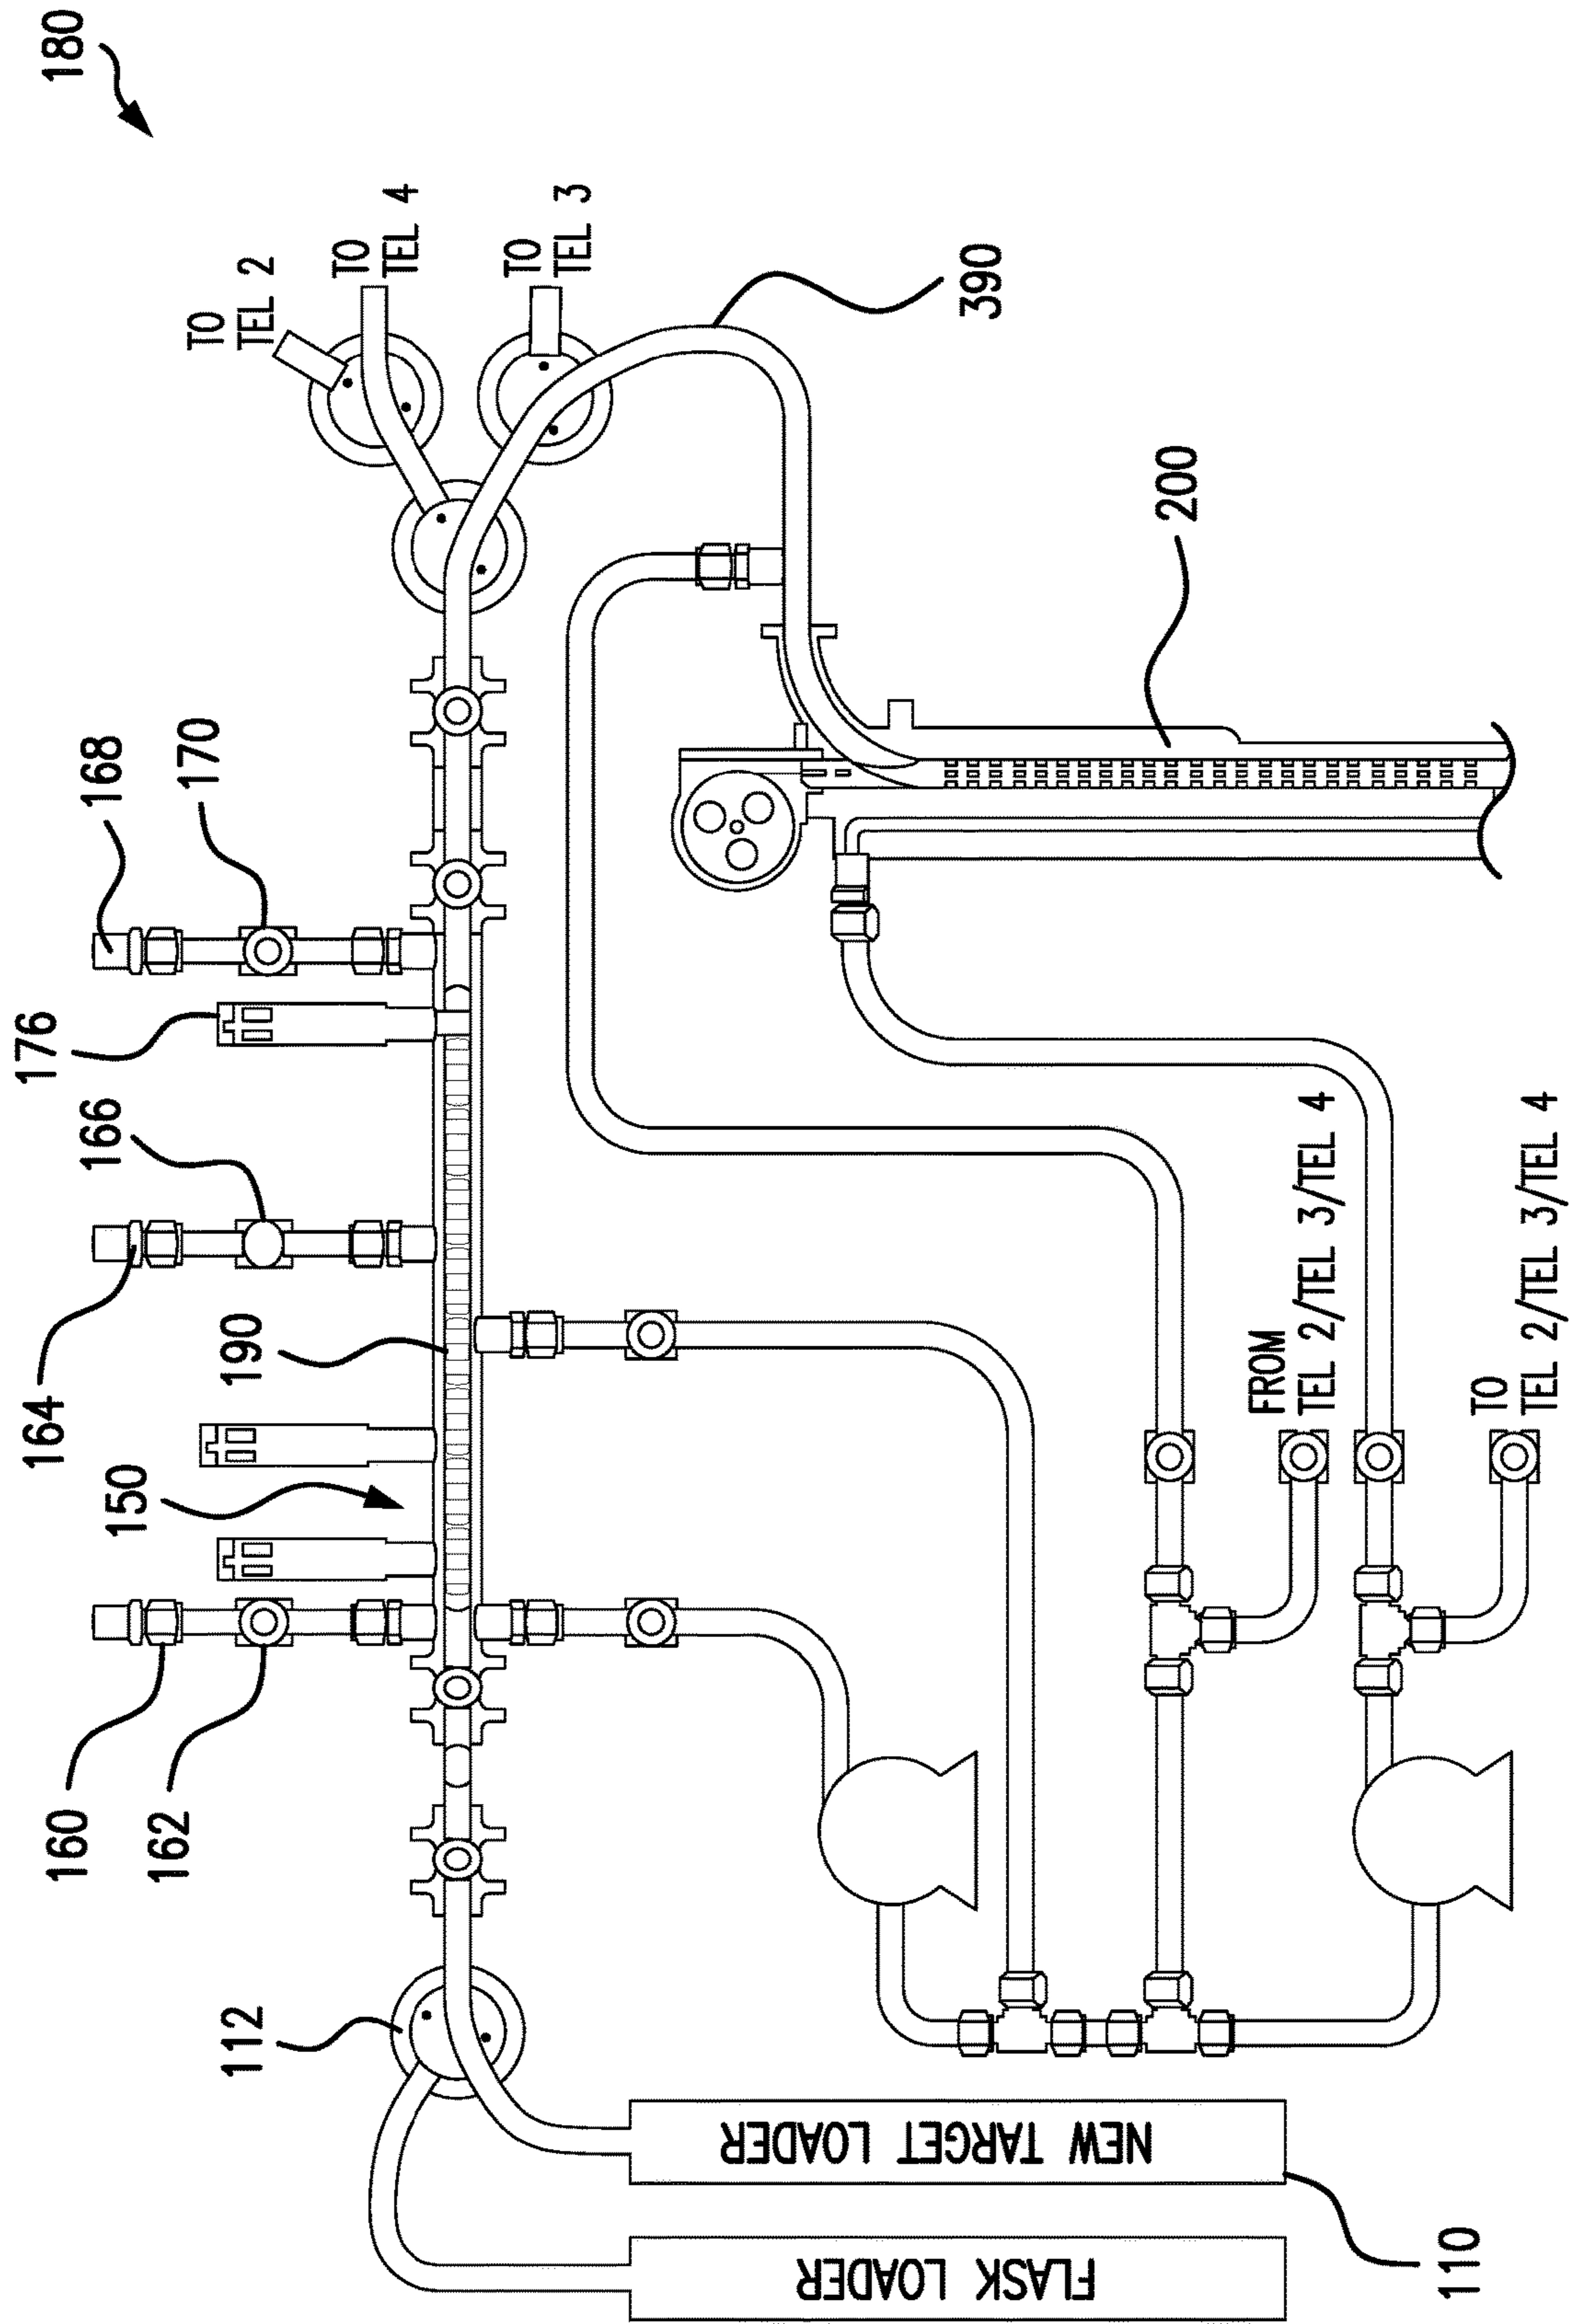 180
TO
TEL 2
TO
TEL 4
TO
TEL 3
390
200
168
170
176
166
164
190
150
160
162
112
FROM
TEL 2/TEL 3/TEL 4
TO
TEL 2/TEL 3/TEL 4
NEW TARGET LOADER
FLASK LOADER
110